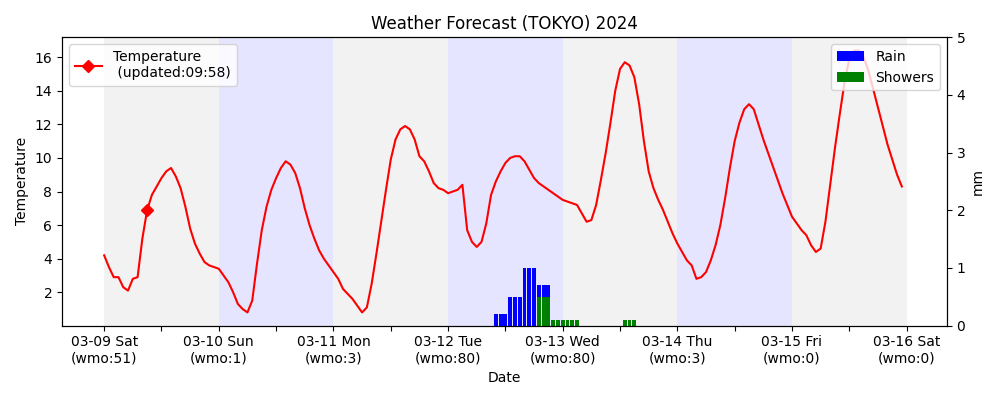 Weather Forecast (TOKYO) 2024
Temperature
(updated:09:58)
Rain
Showers
Temperature
16
14
12
10
8
6
4
2
5
4
3
2
1
0
mm
03-09 Sat
(wmo:51)
03-10 Sun
(wmo:1)
03-11 Mon
(wmo:3)
03-12 Tue
(wmo:80)
03-13 Wed
(wmo:80)
03-14 Thu
(wmo:3)
03-15 Fri
(wmo:0)
03-16 Sat
(wmo:0)
Date